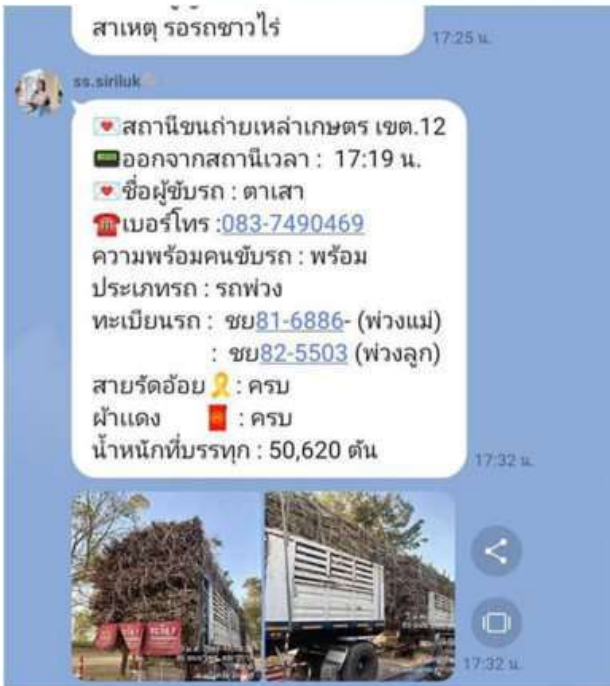 สาเหตุ รอรถชาวไร่
17:25 น.
ss.siriluk
สถานีขนถ่ายเหล่าเกษตร เขต.12
ออกจากสถานีเวลา : 17:19 น.
ชื่อผู้ขับรถ : ตาเสา
เบอร์โทร :083-7490469
ความพร้อมคนขับรถ : พร้อม
ประเภทรถ : รถพ่วง
ทะเบียนรถ : ชย81-6886- (พ่วงแม่)
: ชย82-5503 (พ่วงลูก)
สายรัดอ้อย : ครบ
ผ้าแดง : ครบ
น้ำหนักที่บรรทุก : 50,620 ตัน
17:32 น.
17:32 น.